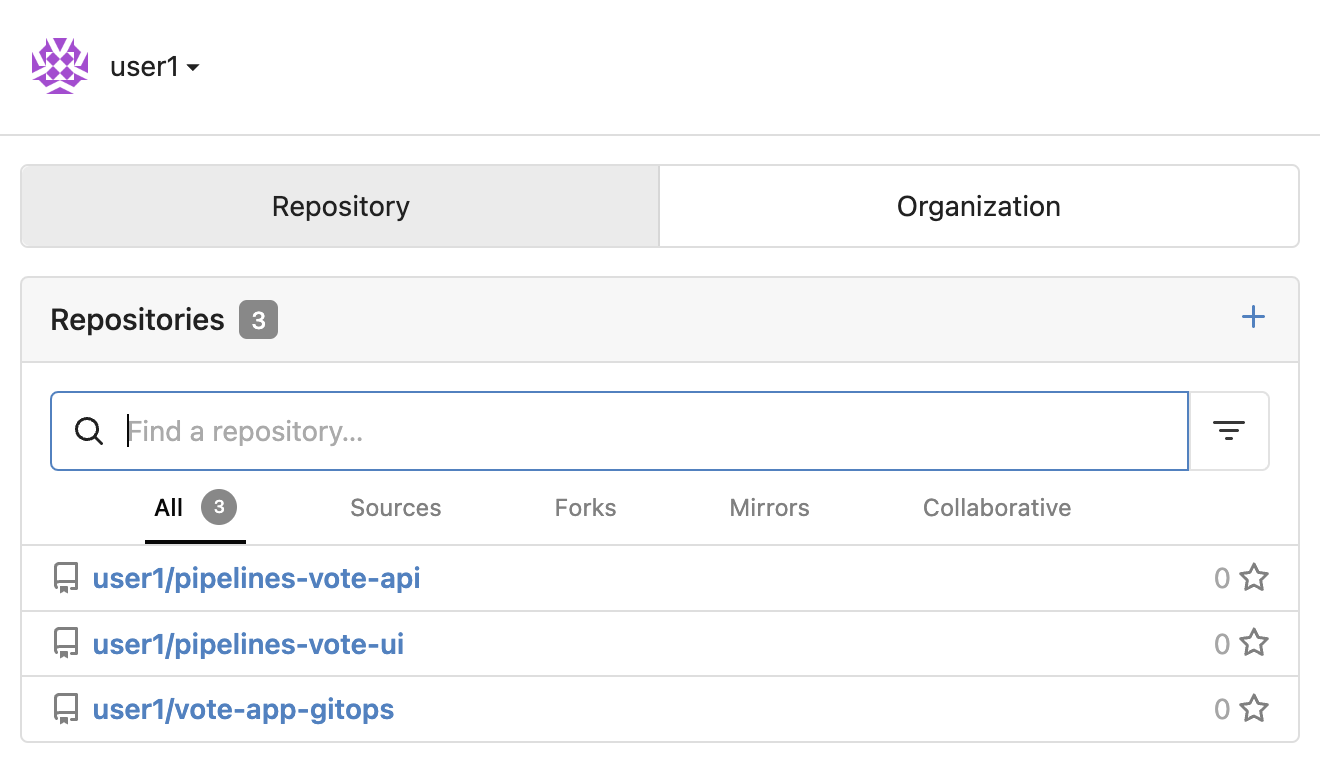 user1
Repository Organization
Repositories 3
Find a repository...
All 3 Sources Forks Mirrors Collaborative
user1/pipelines-vote-api 0
user1/pipelines-vote-ui 0
user1/vote-app-gitops 0